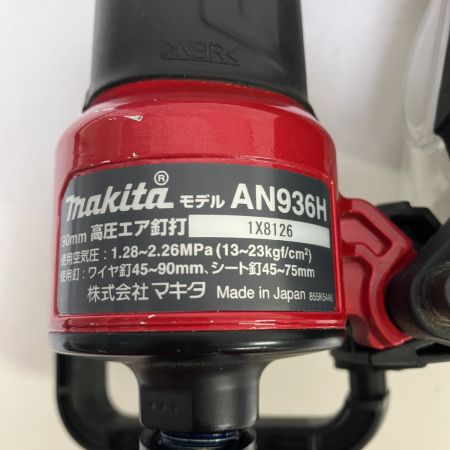 >NBR<
makita® モデル AN936H
90mm 高圧エア釘打 1X8126
使用空気圧：1.28~2.26MPa (13~23kgf/cm²)
使用釘：ワイヤ釘45~90mm、シート釘45~75mm
株式会社 マキタ Made in Japan 855K54A6